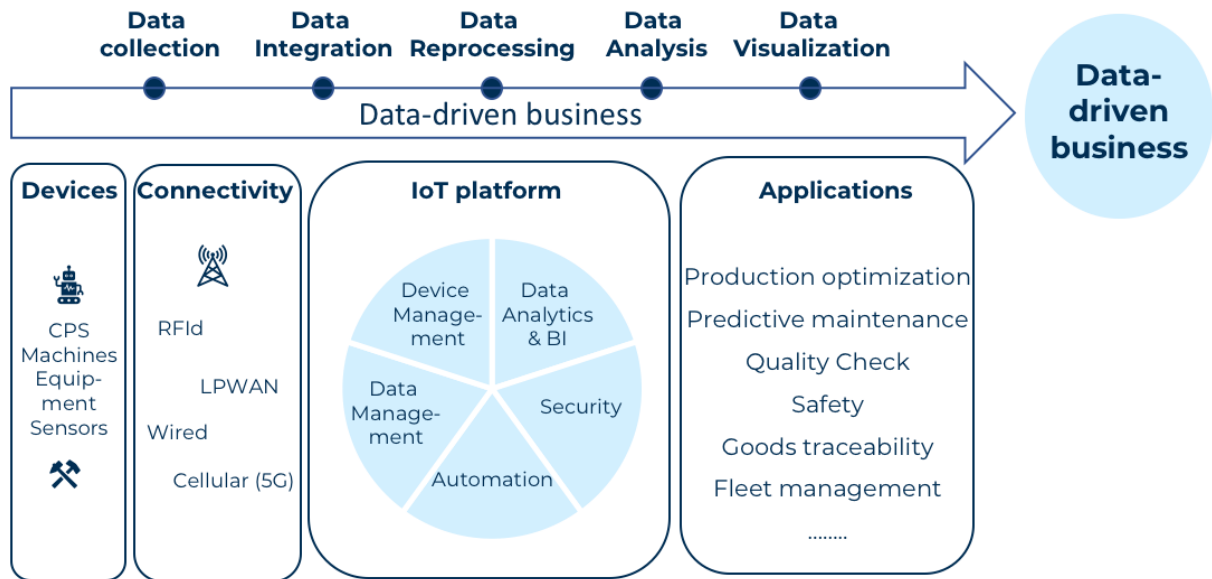 Data
collection
Data
Integration
Data
Reprocessing
Data
Analysis
Data
Visualization
Data-driven business
Data-
driven
business
Devices
CPS
Machines
Equip-
ment
Sensors
Connectivity
RFId
LPWAN
Wired
Cellular (5G)
IoT platform
Device
Manage-
ment
Data
Analytics
& BI
Data
Manage-
ment
Security
Automation
Applications
Production optimization
Predictive maintenance
Quality Check
Safety
Goods traceability
Fleet management
........